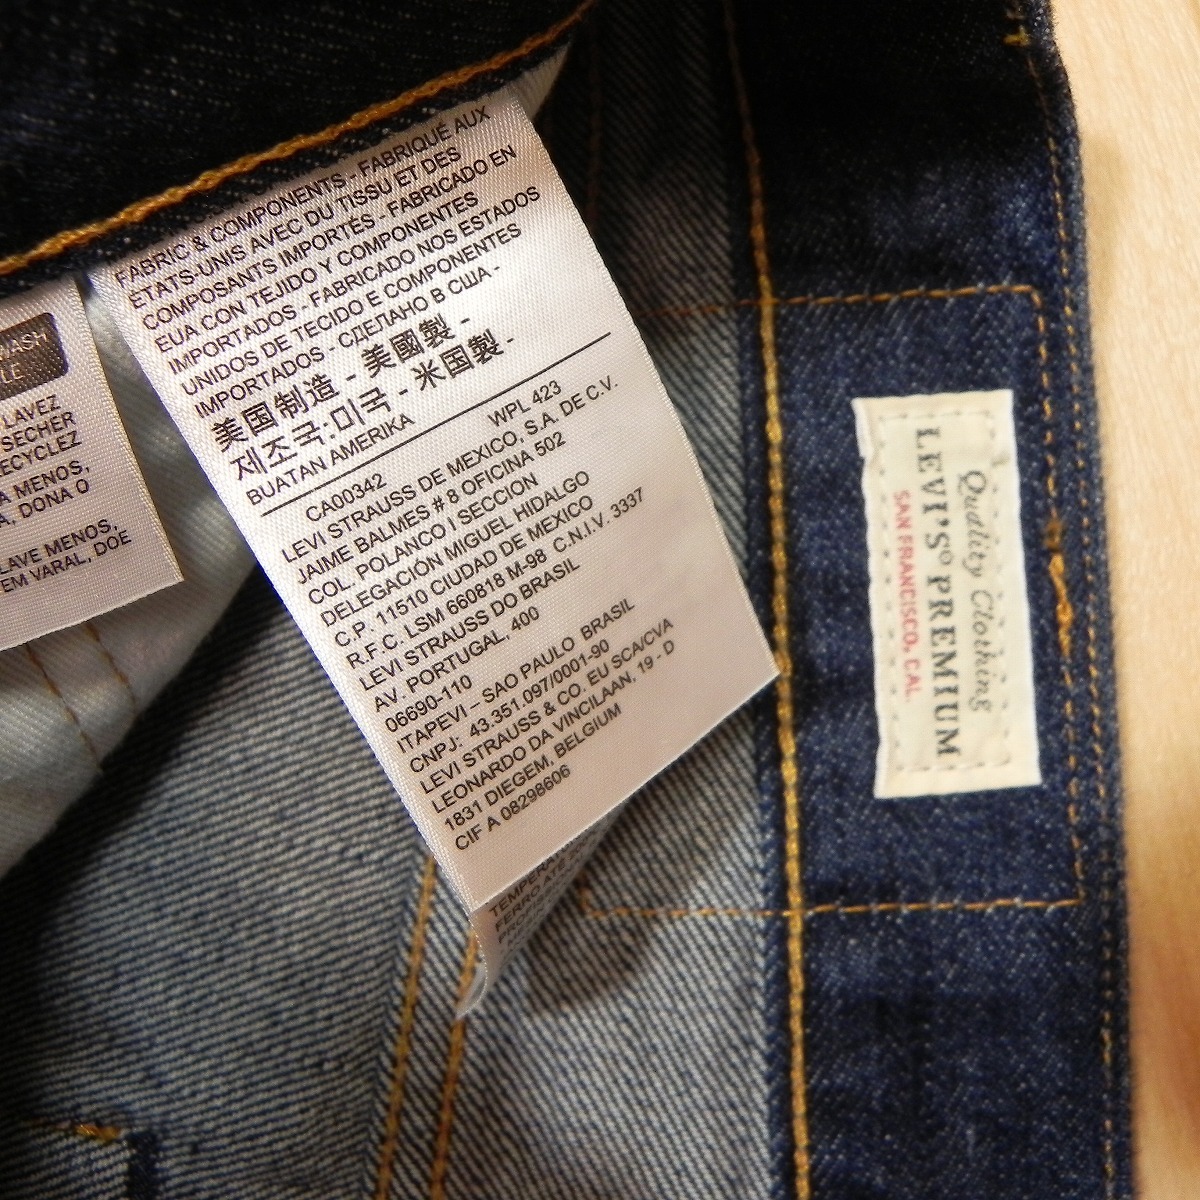 WASH
LAVEZ
SECHER
RECYCLEZ
MENOS,
DONA O
LAVE MENOS,
EM VARAL, DOE
FABRIC & COMPONENTS - FABRIQUÉ AUX
ÉTATS-UNIS AVEC DU TISSU ET DES
COMPOSANTS IMPORTÉS - FABRICADO EN
EUA CON TEJIDO Y COMPONENTES
IMPORTADOS - FABRICADO NOS ESTADOS
UNIDOS DE TECIDO E COMPONENTES
IMPORTADOS - СДЕЛАНО В США -
美国制造 - 美國製 -
제조국:미국 - 米国製 -
BUATAN AMERIKA
CA00342 WPL 423
LEVI STRAUSS DE MEXICO, S.A. DE C.V.
JAIME BALMES # 8 OFICINA 502
COL. POLANCO I SECCION
DELEGACIÓN MIGUEL HIDALGO
C.P. 11510 CIUDAD DE MEXICO
R.F.C. LSM 660818 M-98 C.N.I.V. 3337
LEVI STRAUSS DO BRASIL
AV. PORTUGAL, 400
06690-110
ITAPEVI – SAO PAULO BRASIL
CNPJ: 43.351.097/0001-90
LEVI STRAUSS & CO. EU SCA/CVA
LEONARDO DA VINCILAAN, 19 - D
1831 DIEGEM, BELGIUM
CIF A 08298606
Quality Clothing
LEVI'S® PREMIUM
SAN FRANCISCO, CAL.